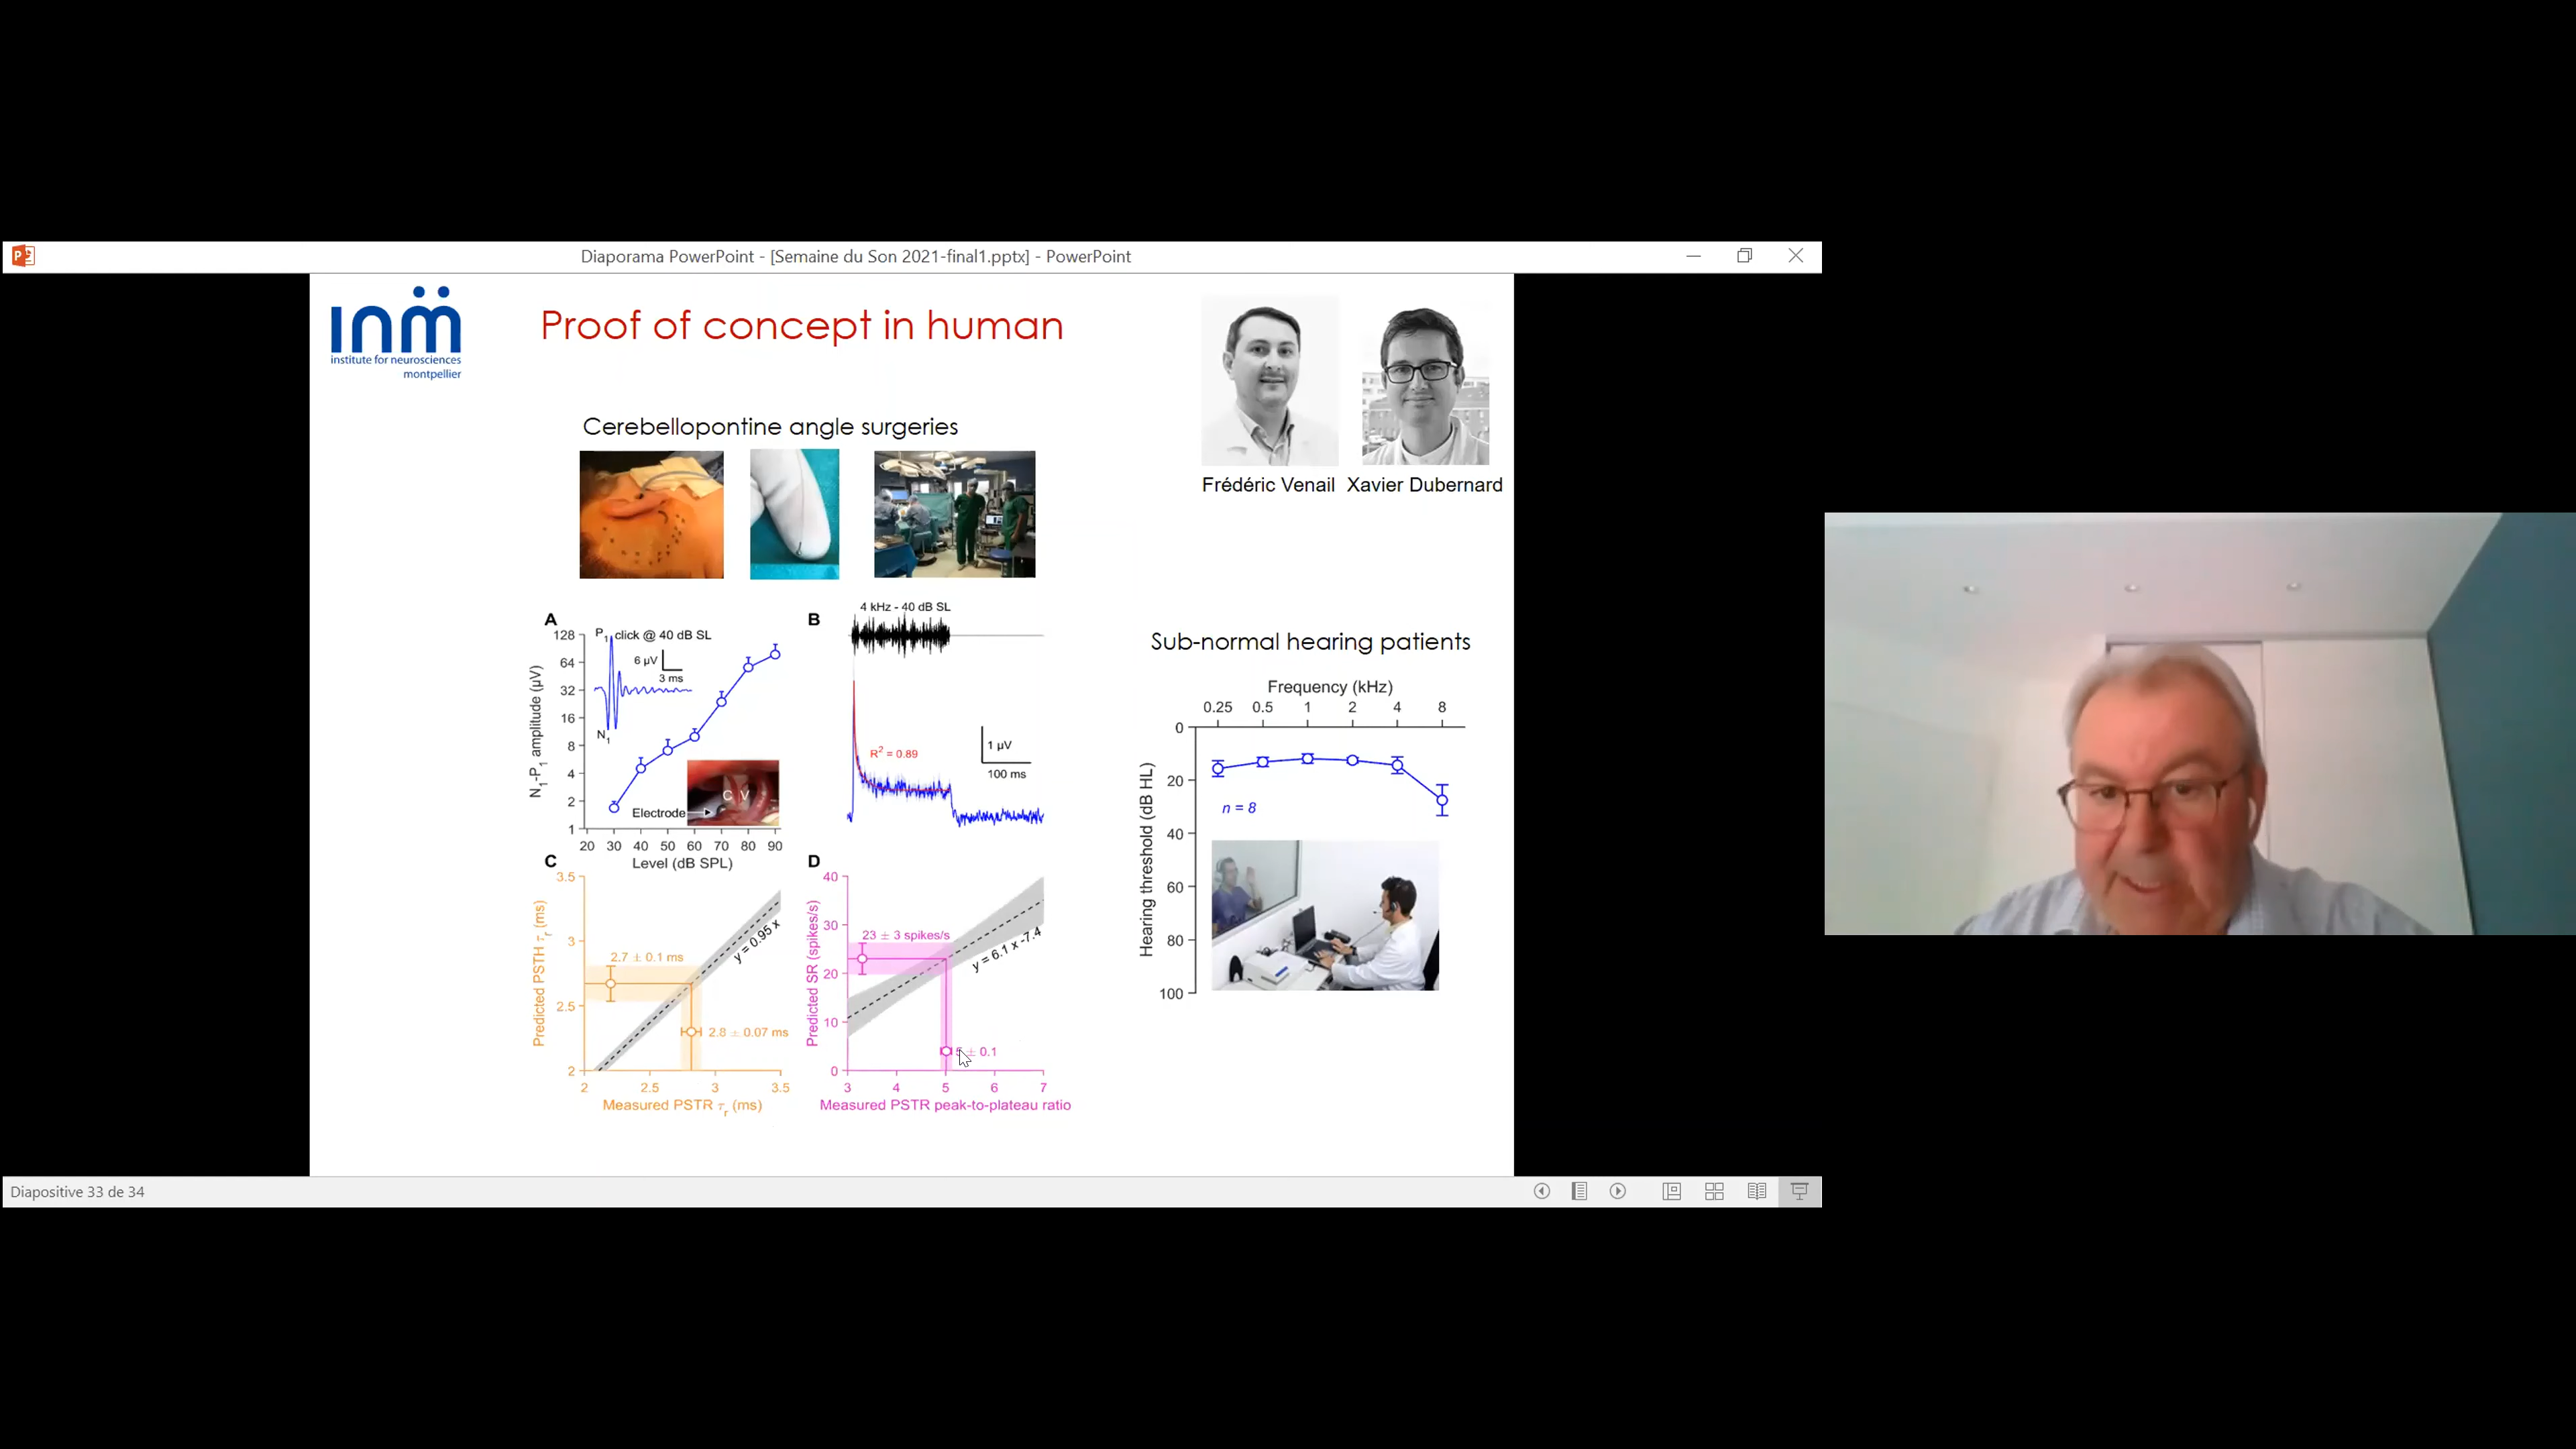 Diaporama PowerPoint - [Semaine du Son 2021-final1.pptx] - PowerPoint
inm
institute for neurosciences
montpellier
Proof of concept in human
Frédéric Venail
Xavier Dubernard
Cerebellopontine angle surgeries
A
P1
click @ 40 dB SL
6 µV
3 ms
N1
N1-P1 amplitude (µV)
128
64
32
16
8
4
2
1
C V
Electrode
20 30 40 50 60 70 80 90
Level (dB SPL)
B
4 kHz - 40 dB SL
R2 = 0.89
1 µV
100 ms
C
Predicted PSTH τr (ms)
3.5
3
2.5
2
2.7 ± 0.1 ms
y = 0.95 x
2.8 ± 0.07 ms
2 2.5 3 3.5
Measured PSTR τr (ms)
D
Predicted SR (spikes/s)
40
30
20
10
0
23 ± 3 spikes/s
y = 6.1 x -7.4
5 ± 0.1
3 4 5 6 7
Measured PSTR peak-to-plateau ratio
Sub-normal hearing patients
Frequency (kHz)
0.25 0.5 1 2 4 8
Hearing threshold (dB HL)
0
20
40
60
80
100
n = 8
Diapositive 33 de 34